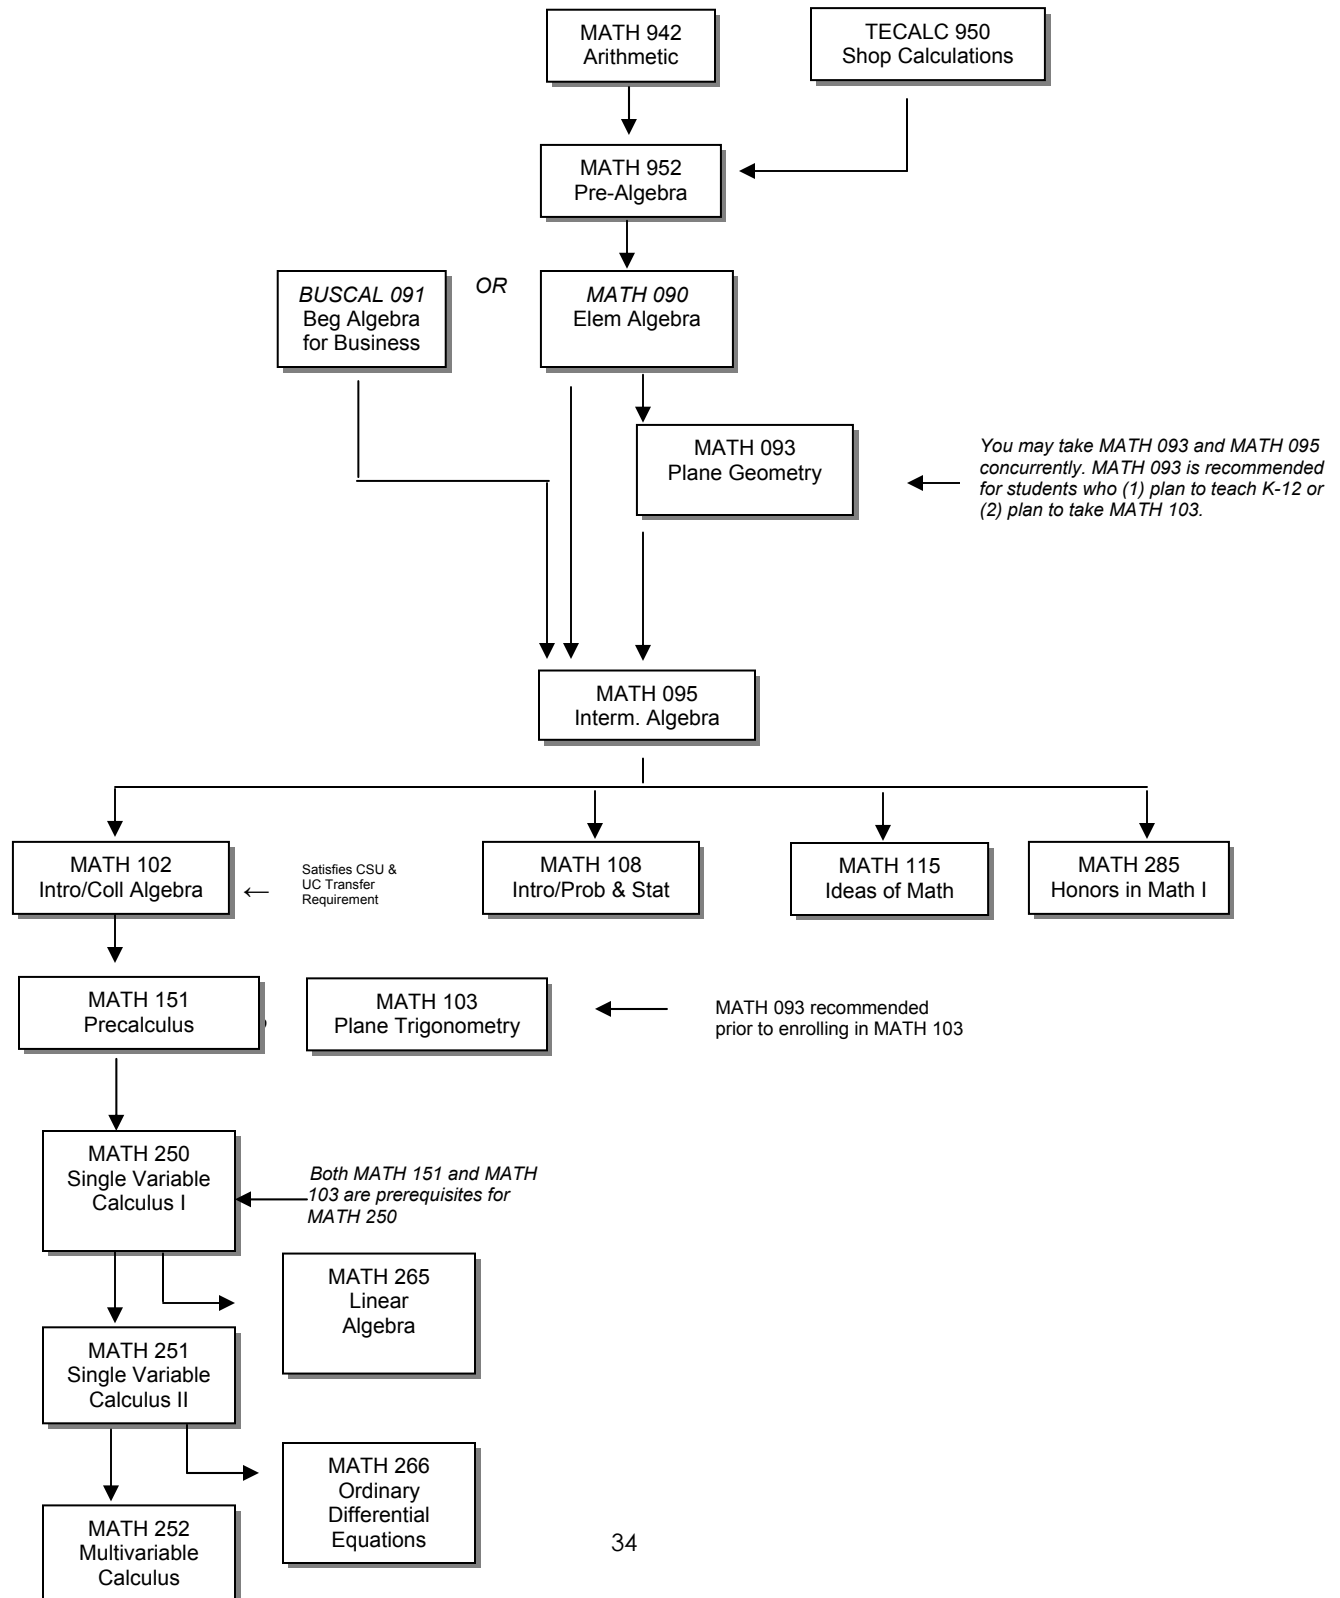 MATH 942
Arithmetic
TECALC 950
Shop Calculations
MATH 952
Pre-Algebra
BUSCAL 091
Beg Algebra
for Business
OR
MATH 090
Elem Algebra
MATH 093
Plane Geometry
You may take MATH 093 and MATH 095
concurrently. MATH 093 is recommended
for students who (1) plan to teach K-12 or
(2) plan to take MATH 103.
MATH 095
Interm. Algebra
MATH 102
Intro/Coll Algebra
Satisfies CSU &
UC Transfer
Requirement
MATH 108
Intro/Prob & Stat
MATH 115
Ideas of Math
MATH 285
Honors in Math I
MATH 151
Precalculus
MATH 103
Plane Trigonometry
MATH 093 recommended
prior to enrolling in MATH 103
MATH 250
Single Variable
Calculus I
Both MATH 151 and MATH
103 are prerequisites for
MATH 250
MATH 265
Linear
Algebra
MATH 251
Single Variable
Calculus II
MATH 266
Ordinary
Differential
Equations
MATH 252
Multivariable
Calculus
34